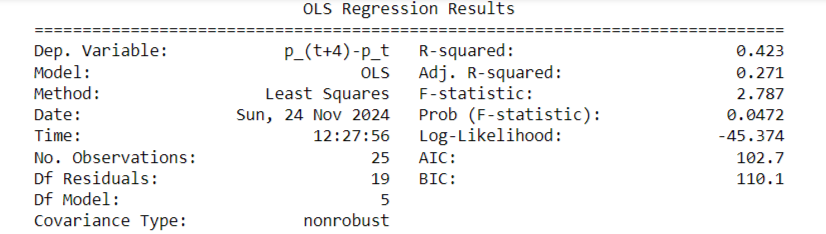 OLS Regression Results
==============================================================================
Dep. Variable: p_(t+4)-p_t R-squared: 0.423
Model: OLS Adj. R-squared: 0.271
Method: Least Squares F-statistic: 2.787
Date: Sun, 24 Nov 2024 Prob (F-statistic): 0.0472
Time: 12:27:56 Log-Likelihood: -45.374
No. Observations: 25 AIC: 102.7
Df Residuals: 19 BIC: 110.1
Df Model: 5
Covariance Type: nonrobust